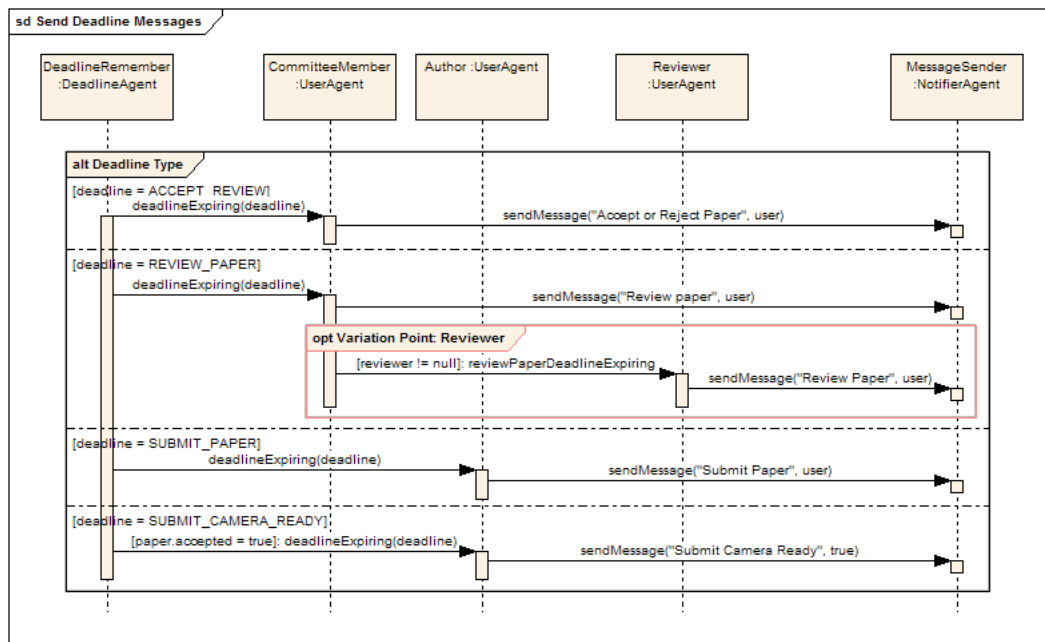 sd Send Deadline Messages
DeadlineRemember
:DeadlineAgent
CommitteeMember
:UserAgent
Author :UserAgent
Reviewer
:UserAgent
MessageSender
:NotifierAgent
alt Deadline Type
[deadline = ACCEPT_REVIEW]
deadlineExpiring(deadline)
sendMessage("Accept or Reject Paper", user)
[deadline = REVIEW_PAPER]
deadlineExpiring(deadline)
sendMessage("Review paper", user)
opt Variation Point: Reviewer
[reviewer != null]: reviewPaperDeadlineExpiring
sendMessage("Review Paper", user)
[deadline = SUBMIT_PAPER]
deadlineExpiring(deadline)
sendMessage("Submit Paper", user)
[deadline = SUBMIT_CAMERA_READY]
[paper.accepted = true]: deadlineExpiring(deadline)
sendMessage("Submit Camera Ready", true)